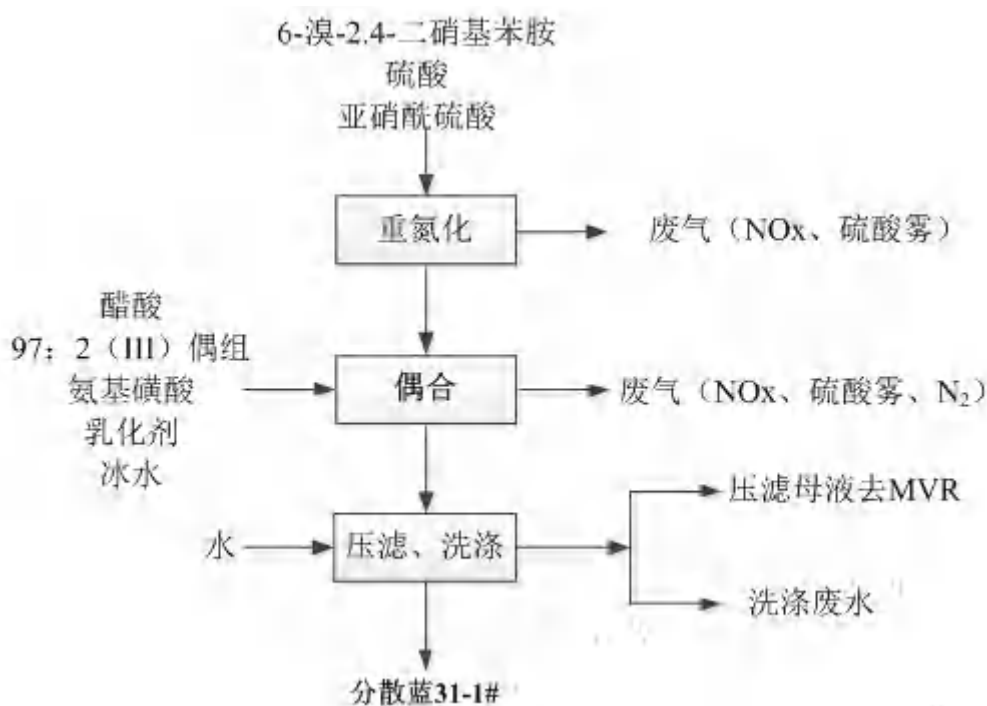 6-溴-2.4-二硝基苯胺
硫酸
亚硝酰硫酸
重氮化
废气（NOx、硫酸雾）
醋酸
97：2（III）偶组
氨基磺酸
乳化剂
冰水
偶合
废气（NOx、硫酸雾、N₂）
水
压滤、洗涤
压滤母液去MVR
洗涤废水
分散蓝31-1#